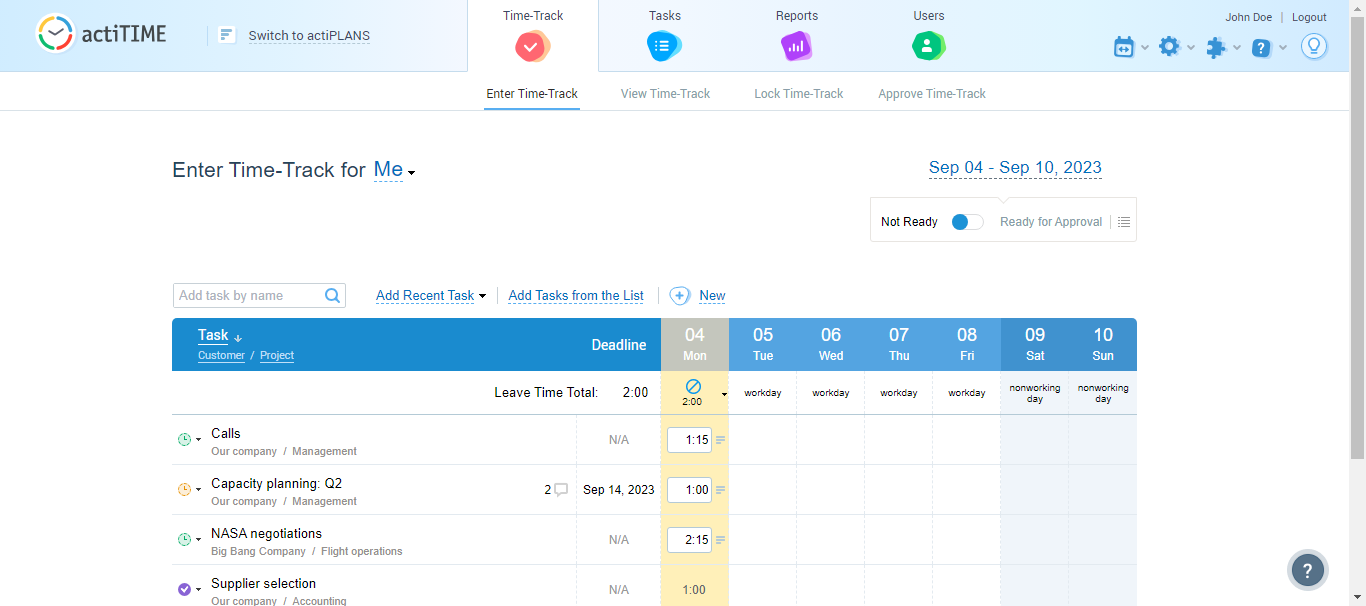 actiTIME
Switch to actiPLANS
Time-Track
Tasks
Reports
Users
John Doe | Logout
?
Enter Time-Track
View Time-Track
Lock Time-Track
Approve Time-Track
Enter Time-Track for Me
Sep 04 - Sep 10, 2023
Not Ready
Ready for Approval
Add task by name
Add Recent Task
Add Tasks from the List
New
Task ↓
Customer / Project
Deadline
04 Mon
05 Tue
06 Wed
07 Thu
08 Fri
09 Sat
10 Sun
Leave Time Total: 2:00
2:00
workday
workday
workday
workday
nonworking day
nonworking day
Calls
Our company / Management
N/A
1:15
Capacity planning: Q2
Our company / Management
2
Sep 14, 2023
1:00
NASA negotiations
Big Bang Company / Flight operations
N/A
2:15
Supplier selection
Our company / Accounting
N/A
1:00
?